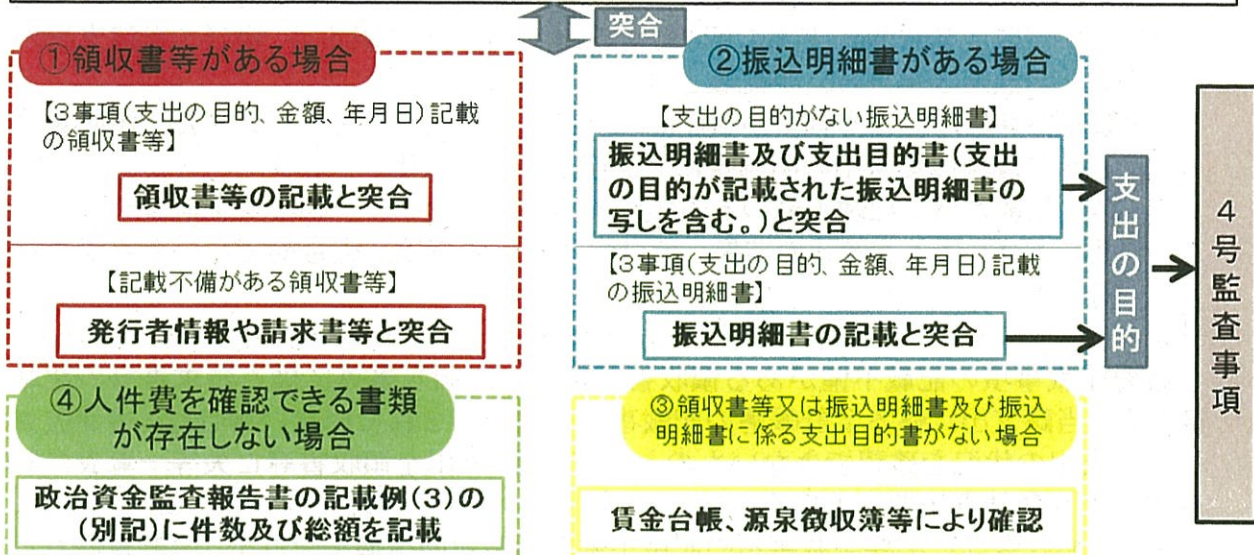 突合
①領収書等がある場合
【3事項(支出の目的、金額、年月日)記載
の領収書等】
領収書等の記載と突合
【記載不備がある領収書等】
発行者情報や請求書等と突合
②振込明細書がある場合
【支出の目的がない振込明細書】
振込明細書及び支出目的書(支出
の目的が記載された振込明細書の
写しを含む。)と突合
【3事項(支出の目的、金額、年月日)記載
の振込明細書】
振込明細書の記載と突合
支出の目的
4号監査事項
④人件費を確認できる書類
が存在しない場合
政治資金監査報告書の記載例(3)の
(別記)に件数及び総額を記載
③領収書等又は振込明細書及び振込
明細書に係る支出目的書がない場合
賃金台帳、源泉徴収簿等により確認